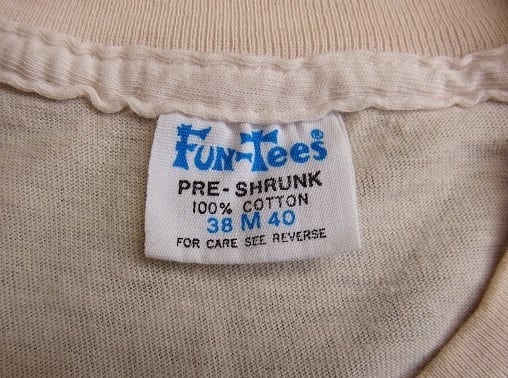 FUN-TEES®
PRE-SHRUNK
100% COTTON
38 M 40
FOR CARE SEE REVERSE